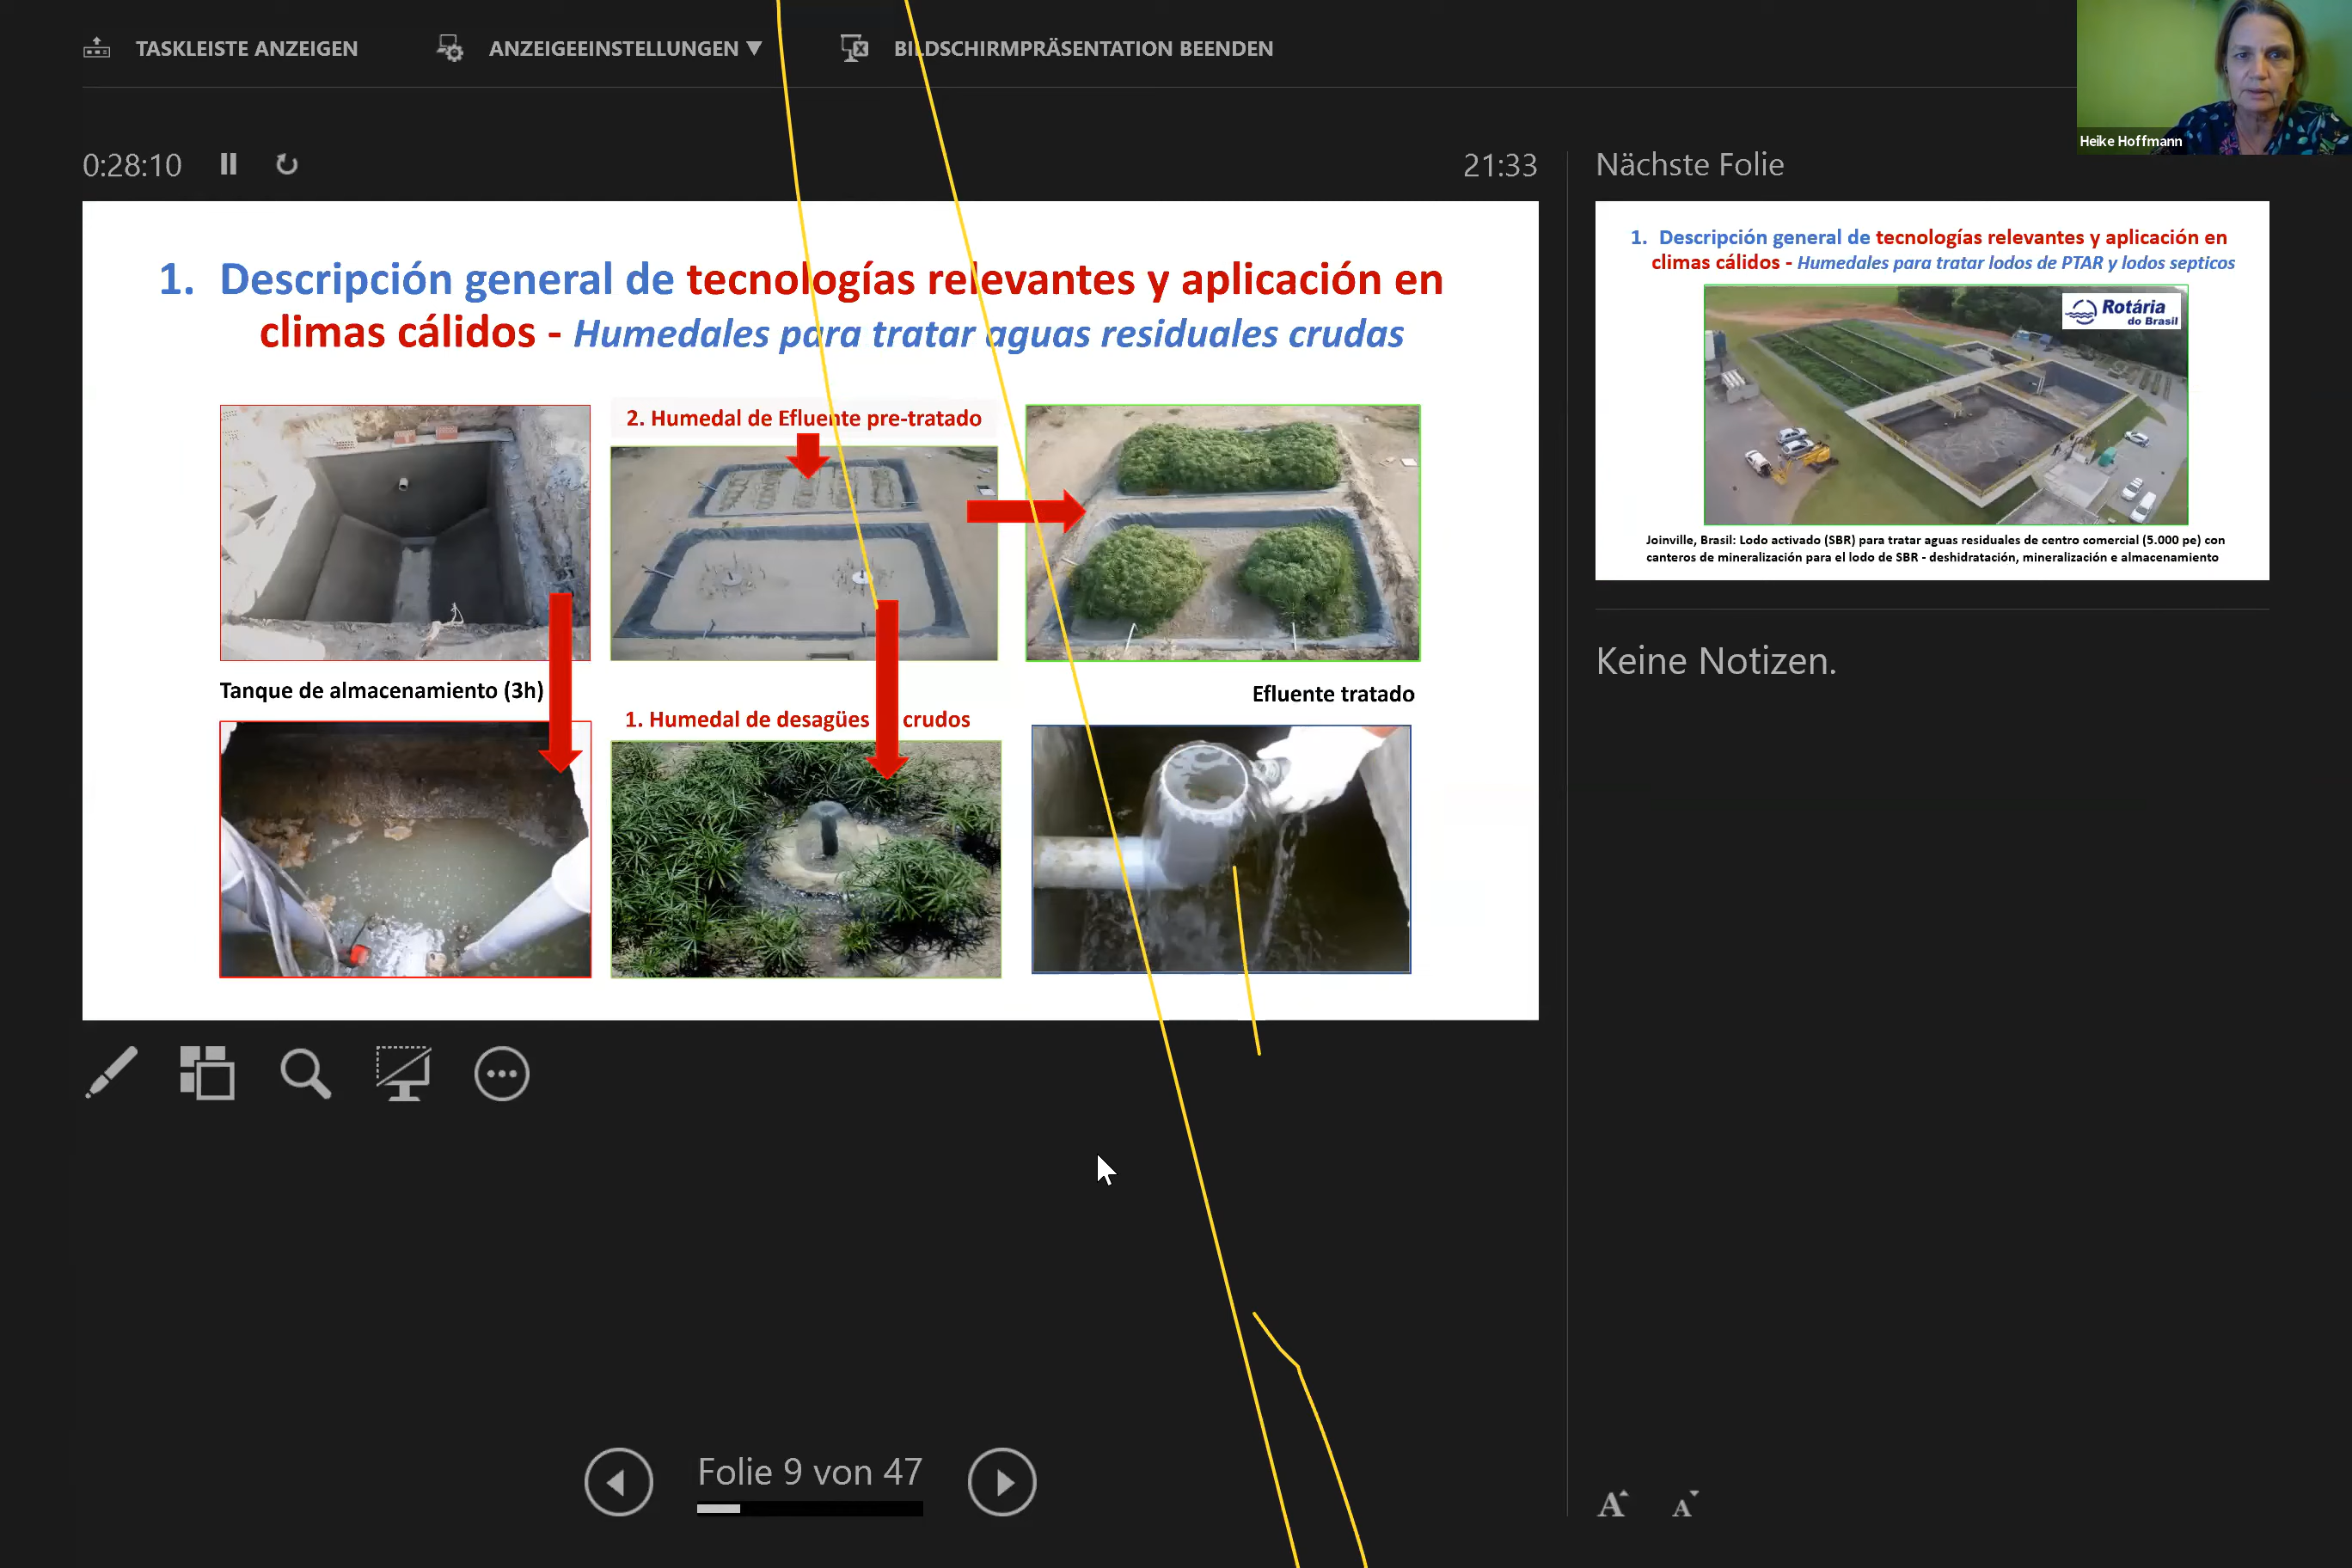 TASKLEISTE ANZEIGEN
ANZEIGEEINSTELLUNGEN ▼
BILDSCHIRMPRÄSENTATION BEENDEN
Heike Hoffmann
0:28:10
21:33
1. Descripción general de tecnologías relevantes y aplicación en
climas cálidos - Humedales para tratar aguas residuales crudas
2. Humedal de Efluente pre-tratado
Tanque de almacenamiento (3h)
Efluente tratado
1. Humedal de desagües crudos
Folie 9 von 47
Nächste Folie
1. Descripción general de tecnologías relevantes y aplicación en
climas cálidos - Humedales para tratar lodos de PTAR y lodos septicos
Rotária
do Brasil
Joinville, Brasil: Lodo activado (SBR) para tratar aguas residuales de centro comercial (5.000 pe) con
canteros de mineralización para el lodo de SBR - deshidratación, mineralización e almacenamiento
Keine Notizen.
A A